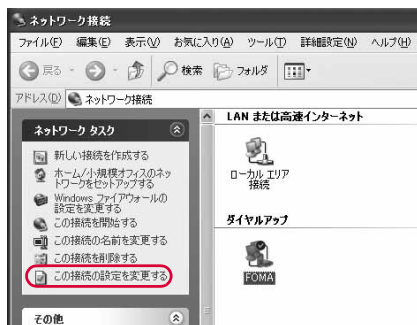 ネットワーク接続
ファイル(F) 編集(E) 表示(V) お気に入り(A) ツール(T) 詳細設定(N) ヘルプ(H)
戻る 検索 フォルダ
アドレス(D) ネットワーク接続
ネットワーク タスク
新しい接続を作成する
ホーム/小規模オフィスのネッ
トワークをセットアップする
Windows ファイアウォールの
設定を変更する
この接続を開始する
この接続の名前を変更する
この接続を削除する
この接続の設定を変更する
その他
LAN または高速インターネット
ローカル エリア
接続
ダイヤルアップ
FOMA